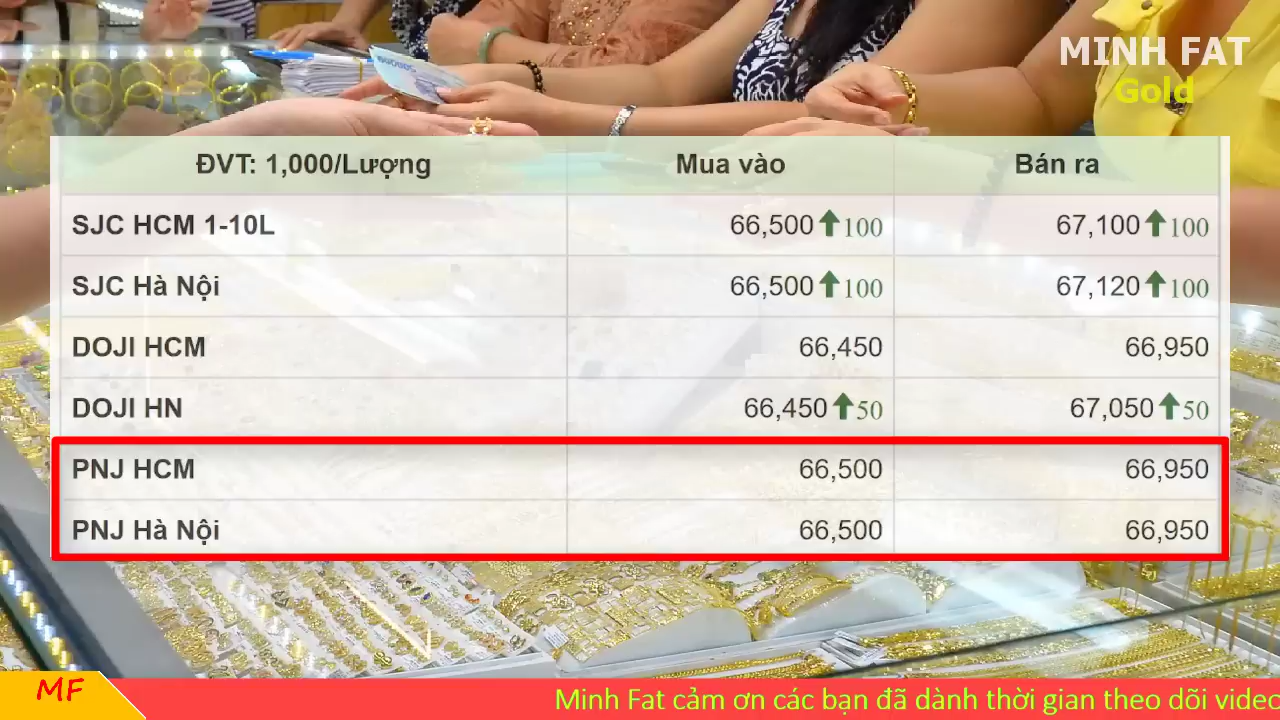 MINH FAT
Gold
ĐVT: 1,000/Lượng Mua vào Bán ra
SJC HCM 1-10L 66,500 100 67,100 100
SJC Hà Nội 66,500 100 67,120 100
DOJI HCM 66,450 66,950
DOJI HN 66,450 50 67,050 50
PNJ HCM 66,500 66,950
PNJ Hà Nội 66,500 66,950
MF Minh Fat cảm ơn các bạn đã dành thời gian theo dõi video